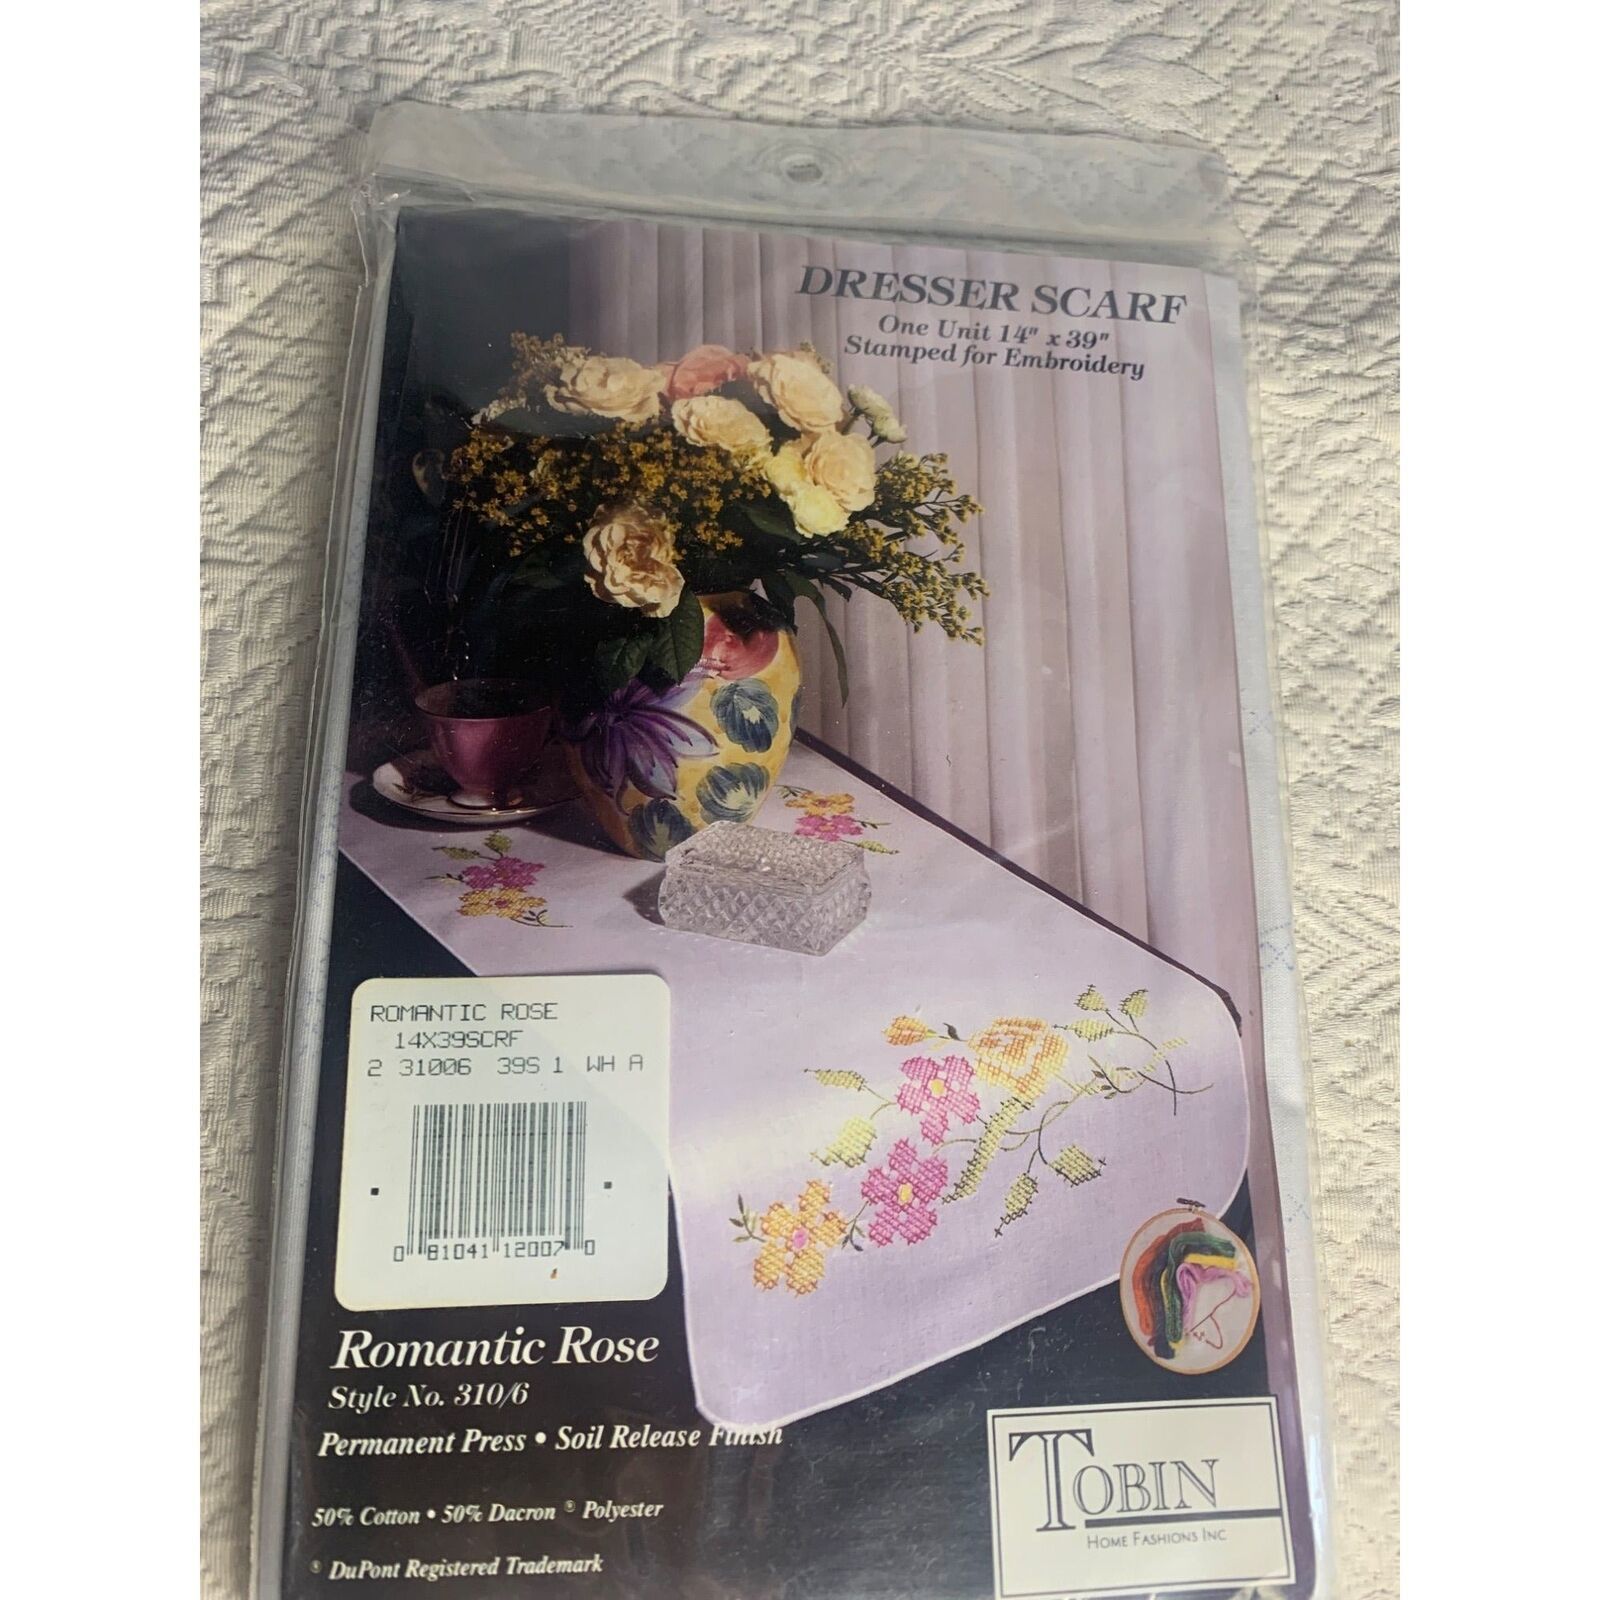 DRESSER SCARF
One Unit 14" x 39"
Stamped for Embroidery
ROMANTIC ROSE
14X39SCRF
2 31006 39S 1 WH A
0 81041 12007 0
Romantic Rose
Style No. 310/6
Permanent Press • Soil Release Finish
50% Cotton • 50% Dacron ® Polyester
® DuPont Registered Trademark
TOBIN
HOME FASHIONS INC